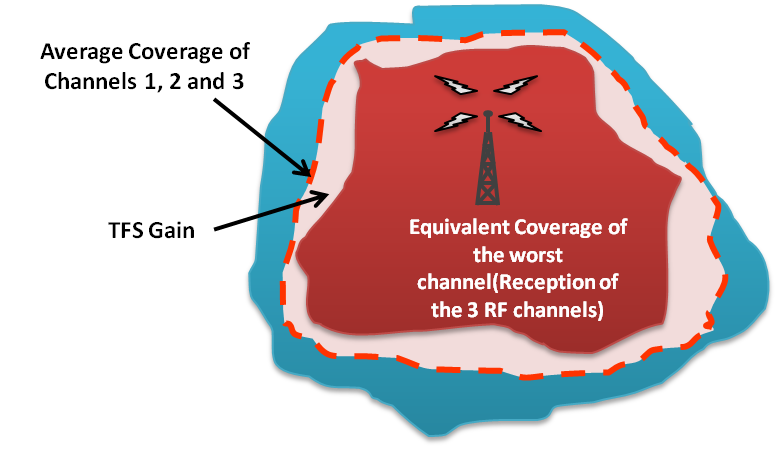 Average Coverage of
Channels 1, 2 and 3
TFS Gain
Equivalent Coverage of
the worst
channel(Reception of
the 3 RF channels)